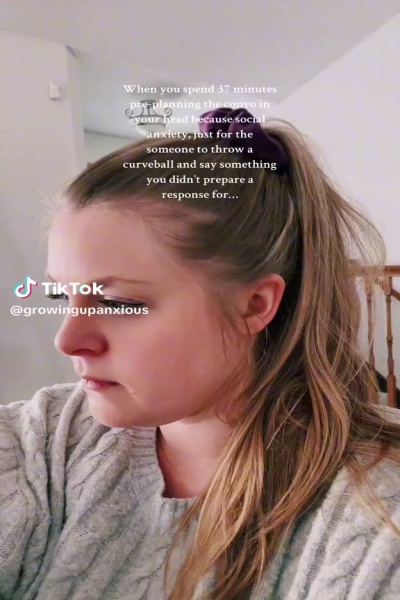 When you spend 37 minutes
pre-planning the convo in
your head because social
anxiety, just for the
someone to throw a
curveball and say something
you didn't prepare a
response for...
TikTok
@growingupanxious